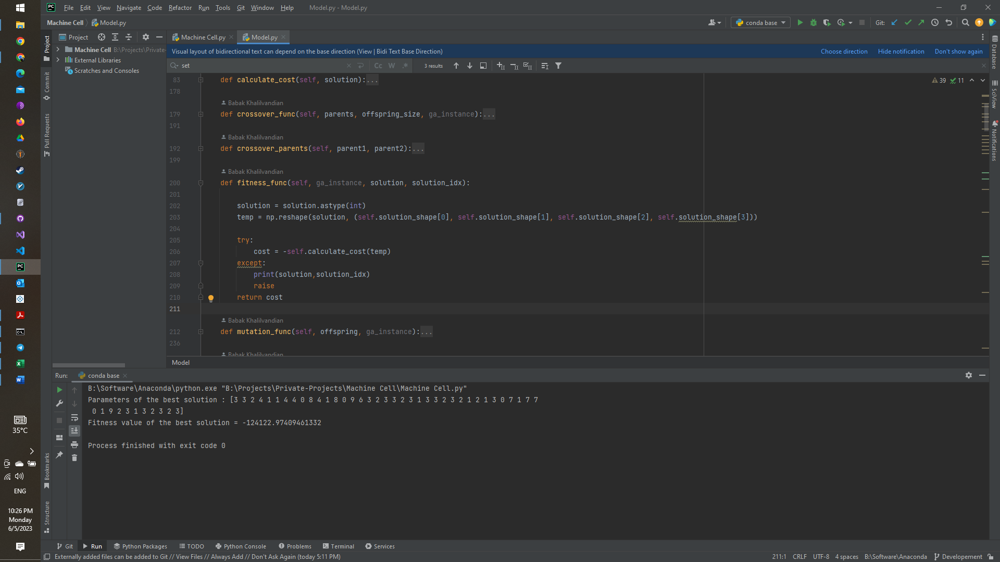 File Edit View Navigate Code Refactor Run Tools Git Window Help Model.py - Model.py
Machine Cell Model.py conda base Git:
Project Machine Cell.py Model.py
Machine Cell B:\Projects\Private-
External Libraries
Scratches and Consoles
Visual layout of bidirectional text can depend on the base direction (View | Bidi Text Base Direction) Choose direction Hide notification Don't show again
set Cc W .* 3 results
83 def calculate_cost(self, solution):... 39 11
178
Babak Khalilvandian
179 def crossover_func(self, parents, offspring_size, ga_instance):...
191
Babak Khalilvandian
192 def crossover_parents(self, parent1, parent2):...
199
Babak Khalilvandian
200 def fitness_func(self, ga_instance, solution, solution_idx):
201
202 solution = solution.astype(int)
203 temp = np.reshape(solution, (self.solution_shape[0], self.solution_shape[1], self.solution_shape[2], self.solution_shape[3]))
204
205 try:
206 cost = -self.calculate_cost(temp)
207 except:
208 print(solution,solution_idx)
209 raise
210 return cost
211
Babak Khalilvandian
212 def mutation_func(self, offspring, ga_instance):...
236
Babak Khalilvandian
Model
Run: conda base
B:\Software\Anaconda\python.exe "B:\Projects\Private-Projects\Machine Cell\Machine Cell.py"
Parameters of the best solution : [3 3 2 4 1 1 4 4 0 8 4 1 8 0 9 6 3 2 3 3 2 3 1 3 3 2 3 2 1 2 1 3 0 7 1 7 7
0 1 9 2 3 1 3 2 3 2 3]
Fitness value of the best solution = -124122.97409461332
Process finished with exit code 0
Project
Commit
Pull Requests
Bookmarks
Structure
Database
SciView
Notifications
35°C
ENG
10:26 PM
Monday
6/5/2023
Git Run Python Packages TODO Python Console Problems Terminal Services
Externally added files can be added to Git // View Files // Always Add // Don't Ask Again (today 5:11 PM) 211:1 CRLF UTF-8 4 spaces B:\Software\Anaconda Developement